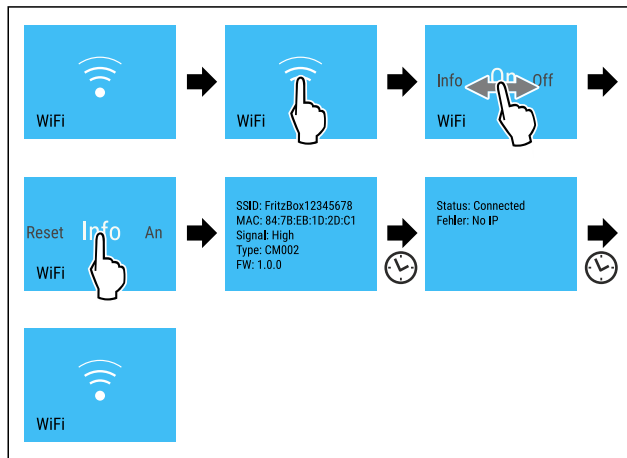 WiFi
WiFi
Info On Off
WiFi
Reset Info An
WiFi
SSID: FritzBox12345678
MAC: 84:7B:EB:1D:2D:C1
Signal: High
Type: CM002
FW: 1.0.0
Status: Connected
Fehler: No IP
WiFi